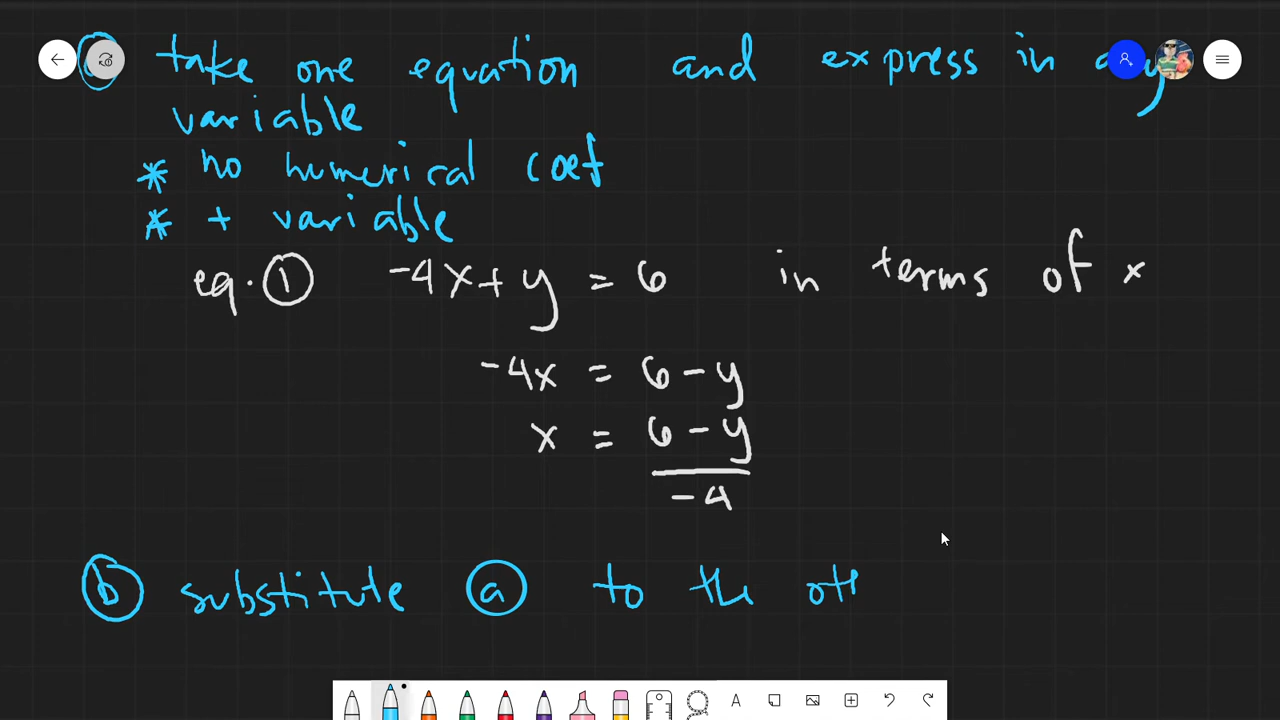 take one equation and express in any
variable
* no numerical coef
* + variable
eq. ① -4x + y = 6 in terms of x
-4x = 6 - y
x = 6 - y
-4
ⓑ substitute ⓐ to the oth